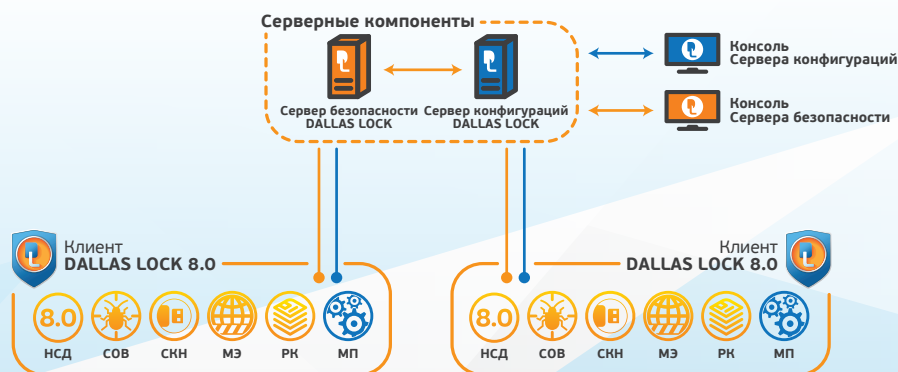 Серверные компоненты
Сервер безопасности
DALLAS LOCK
Сервер конфигураций
DALLAS LOCK
Консоль
Сервера конфигураций
Консоль
Сервера безопасности
Клиент
DALLAS LOCK 8.0
8.0
НСД
СОВ
СКН
МЭ
РК
МП
Клиент
DALLAS LOCK 8.0
8.0
НСД
СОВ
СКН
МЭ
РК
МП